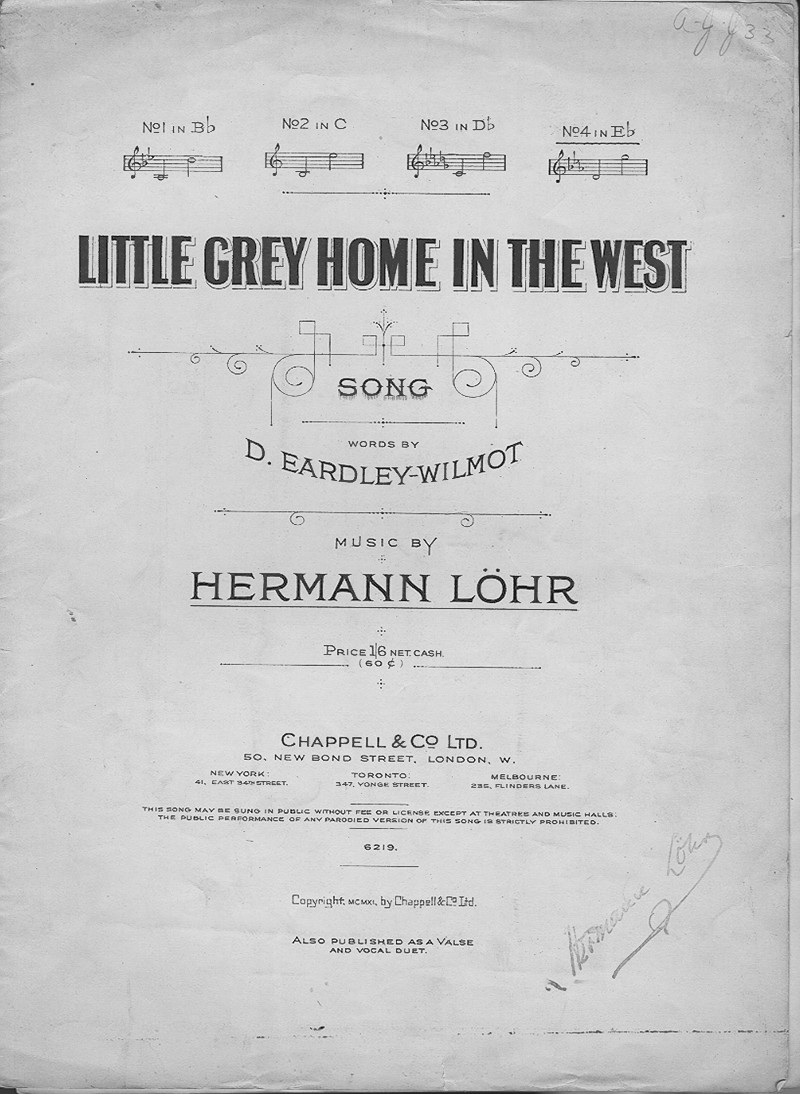 No1 IN B♭
No2 IN C
No3 IN D♭
No4 IN E♭
LITTLE GREY HOME IN THE WEST
SONG
WORDS BY
D. EARDLEY-WILMOT
MUSIC BY
HERMANN LÖHR
PRICE 1/6 NET. CASH.
(60 ¢)
CHAPPELL & CO LTD.
50, NEW BOND STREET, LONDON, W.
NEW YORK: TORONTO: MELBOURNE:
41, EAST 34TH STREET. 347, YONGE STREET. 235, FLINDERS LANE.
THIS SONG MAY BE SUNG IN PUBLIC WITHOUT FEE OR LICENSE EXCEPT AT THEATRES AND MUSIC HALLS.
THE PUBLIC PERFORMANCE OF ANY PARODIED VERSION OF THIS SONG IS STRICTLY PROHIBITED.
6219.
Hermann Löhr
Copyright, MCMXI, by Chappell & Co Ltd.
ALSO PUBLISHED AS A VALSE
AND VOCAL DUET.